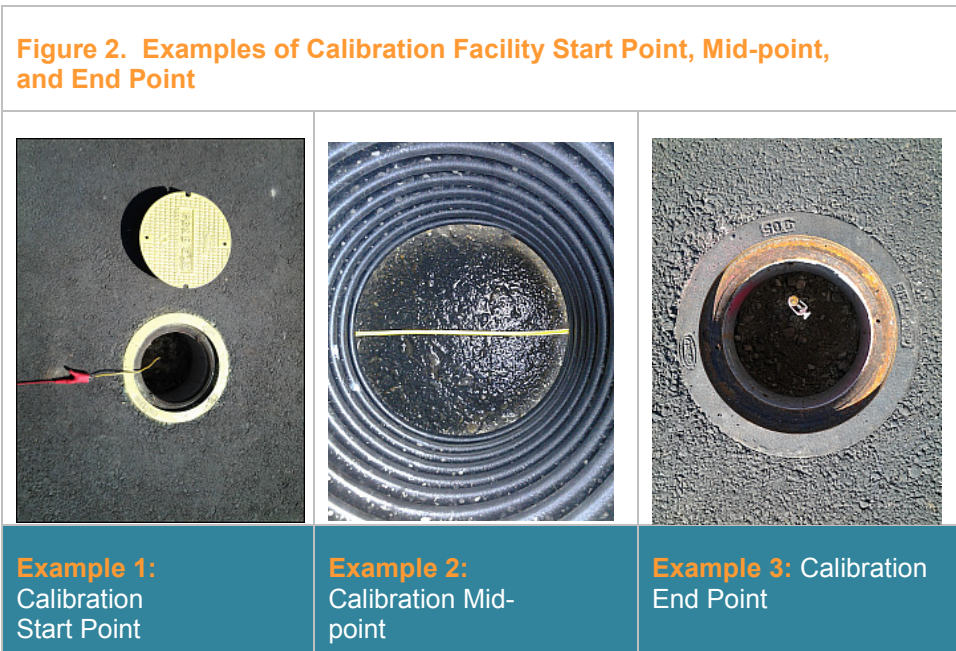 Figure 2. Examples of Calibration Facility Start Point, Mid-point,
and End Point
Example 1:
Calibration
Start Point
Example 2:
Calibration Mid-
point
Example 3: Calibration
End Point